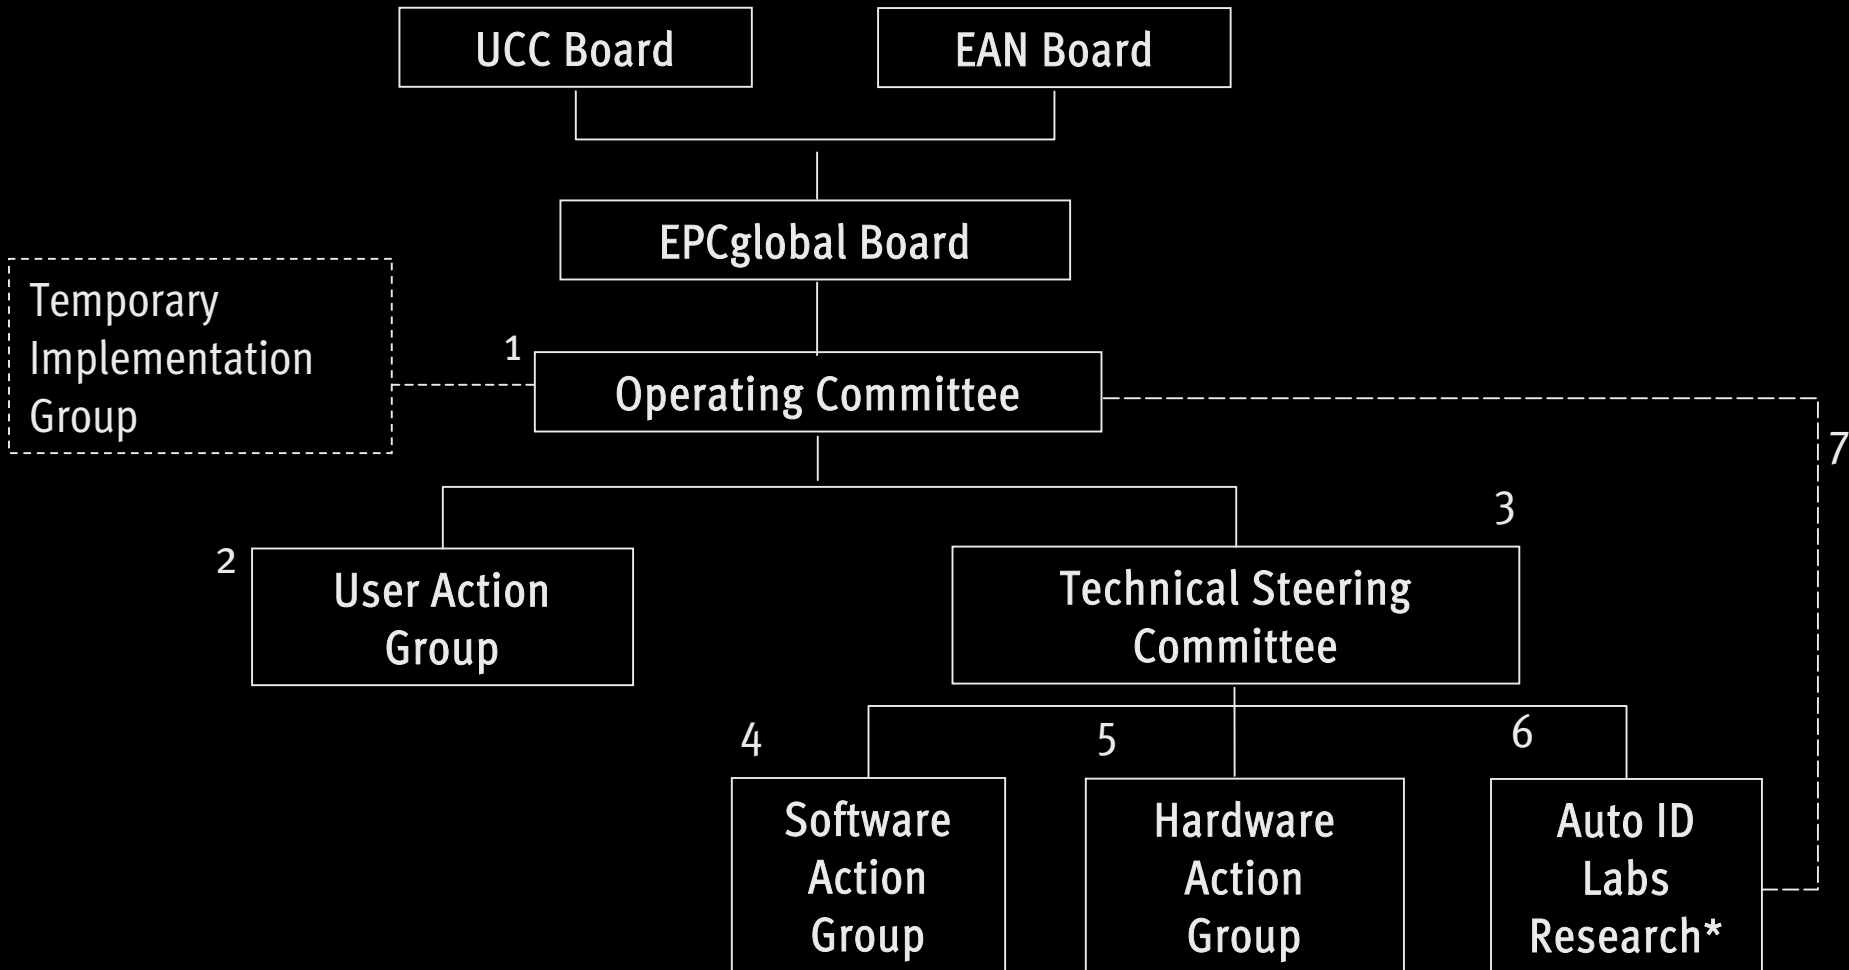 UCC Board
EAN Board
EPCglobal Board
Temporary
Implementation
Group
1
Operating Committee
7
2
User Action
Group
3
Technical Steering
Committee
4
Software
Action
Group
5
Hardware
Action
Group
6
Auto ID
Labs
Research*